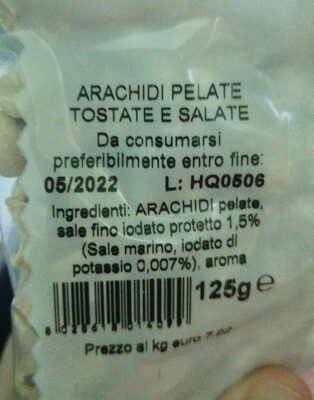 ARACHIDI PELATE
TOSTATE E SALATE
Da consumarsi
preferibilmente entro fine:
05/2022 L: HQ0506
Ingredienti: ARACHIDI pelate,
sale fino iodato protetto 1,5%
(Sale marino, iodato di
potassio 0,007%), aroma
125g e
Prezzo al kg euro